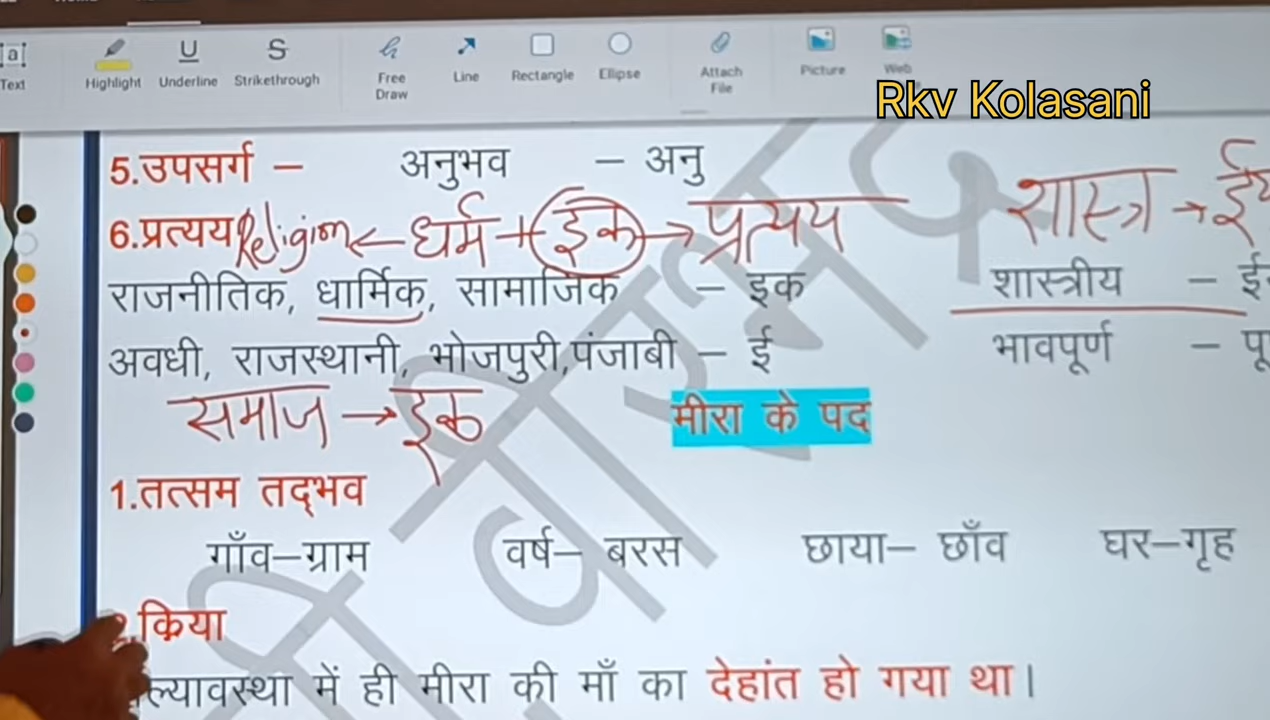 Text Highlight Underline Strikethrough Free Draw Line Rectangle Ellipse Attach File Picture Web
Rkv Kolasani
5.उपसर्ग – अनुभव – अनु
शास्त्र → ईय
6.प्रत्यय Religion ← धर्म + इक → प्रत्यय
राजनीतिक, धार्मिक, सामाजिक – इक शास्त्रीय –
अवधी, राजस्थानी, भोजपुरी,पंजाबी – ई भावपूर्ण –
समाज → इक
मीरा के पद
1.तत्सम तद्भव
गाँव–ग्राम वर्ष– बरस छाया– छाँव घर–गृह
2.क्रिया
में ही मीरा की माँ का देहांत हो गया था।